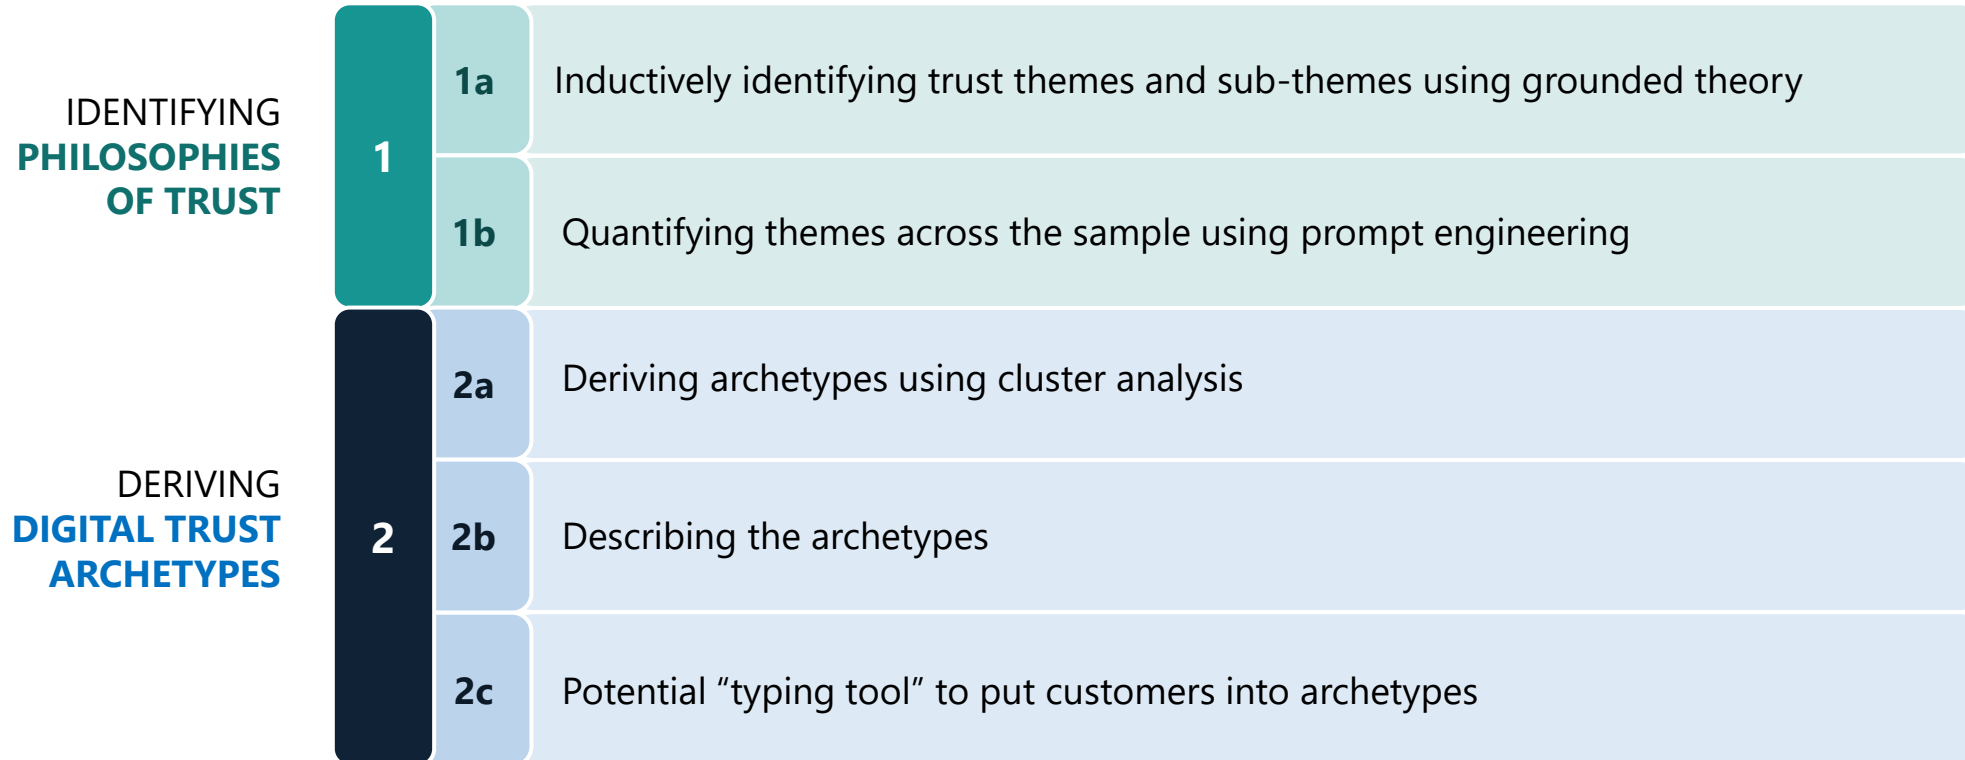 IDENTIFYING
PHILOSOPHIES
OF TRUST
1
1a
Inductively identifying trust themes and sub-themes using grounded theory
1b
Quantifying themes across the sample using prompt engineering
DERIVING
DIGITAL TRUST
ARCHETYPES
2
2a
Deriving archetypes using cluster analysis
2b
Describing the archetypes
2c
Potential “typing tool” to put customers into archetypes